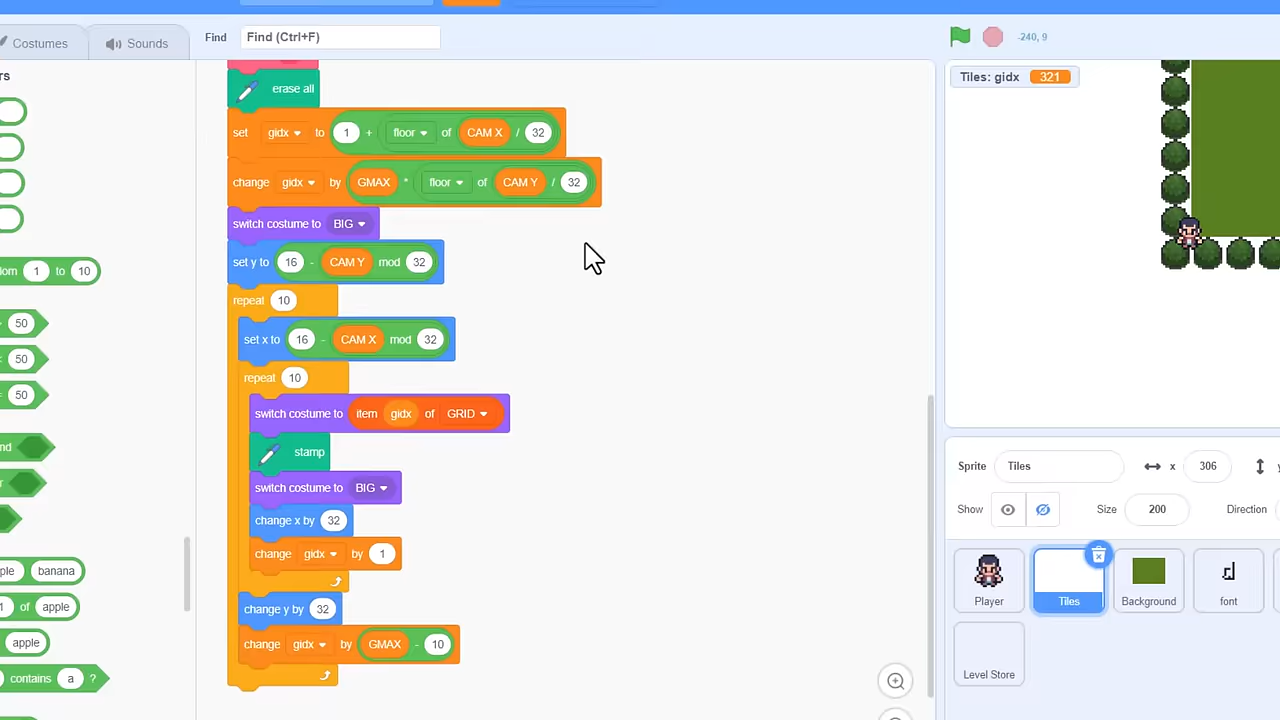 Costumes
Sounds
Find
Find (Ctrl+F)
-240, 9
rs
erase all
Tiles: gidx 321
set gidx to 1 + floor of CAM X / 32
change gidx by GMAX * floor of CAM Y / 32
switch costume to BIG
set y to 16 - CAM Y mod 32
dom 1 to 10
repeat 10
50
set x to 16 - CAM X mod 32
50
repeat 10
50
switch costume to item gidx of GRID
nd
stamp
Sprite Tiles x 306 y
switch costume to BIG
Show Size 200 Direction
change x by 32
change gidx by 1
ple banana
Player Tiles Background font
1 of apple
change y by 32
apple
change gidx by GMAX - 10
contains a ?
Level Store